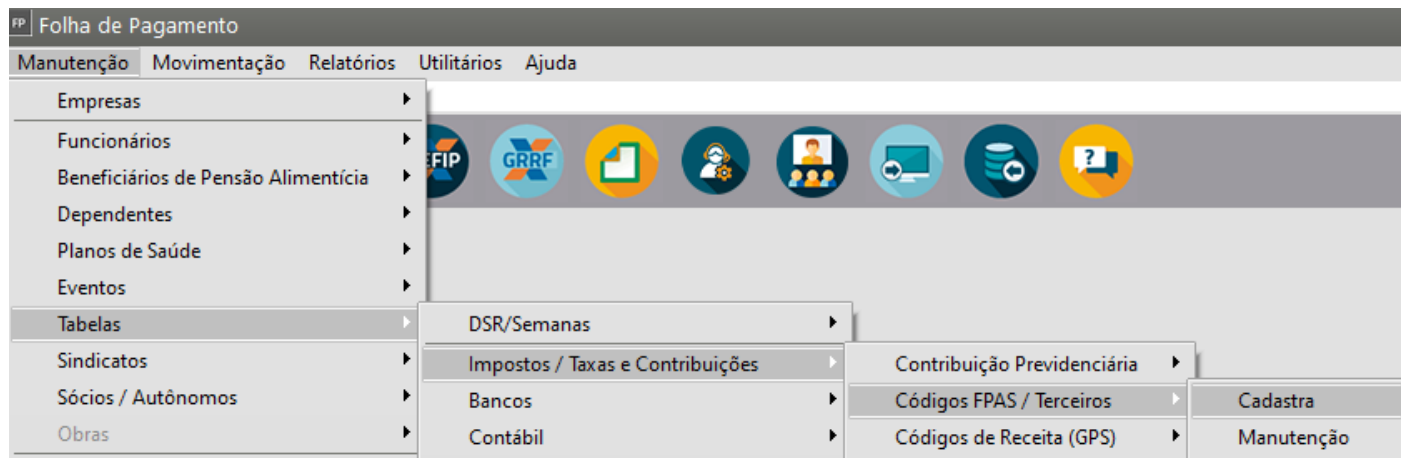 FP Folha de Pagamento
Manutenção Movimentação Relatórios Utilitários Ajuda
Empresas
Funcionários
Beneficiários de Pensão Alimentícia
Dependentes
Planos de Saúde
Eventos
Tabelas
Sindicatos
Sócios / Autônomos
Obras
EFIP
GRRF
?
DSR/Semanas
Impostos / Taxas e Contribuições
Bancos
Contábil
Contribuição Previdenciária
Códigos FPAS / Terceiros
Códigos de Receita (GPS)
Cadastra
Manutenção